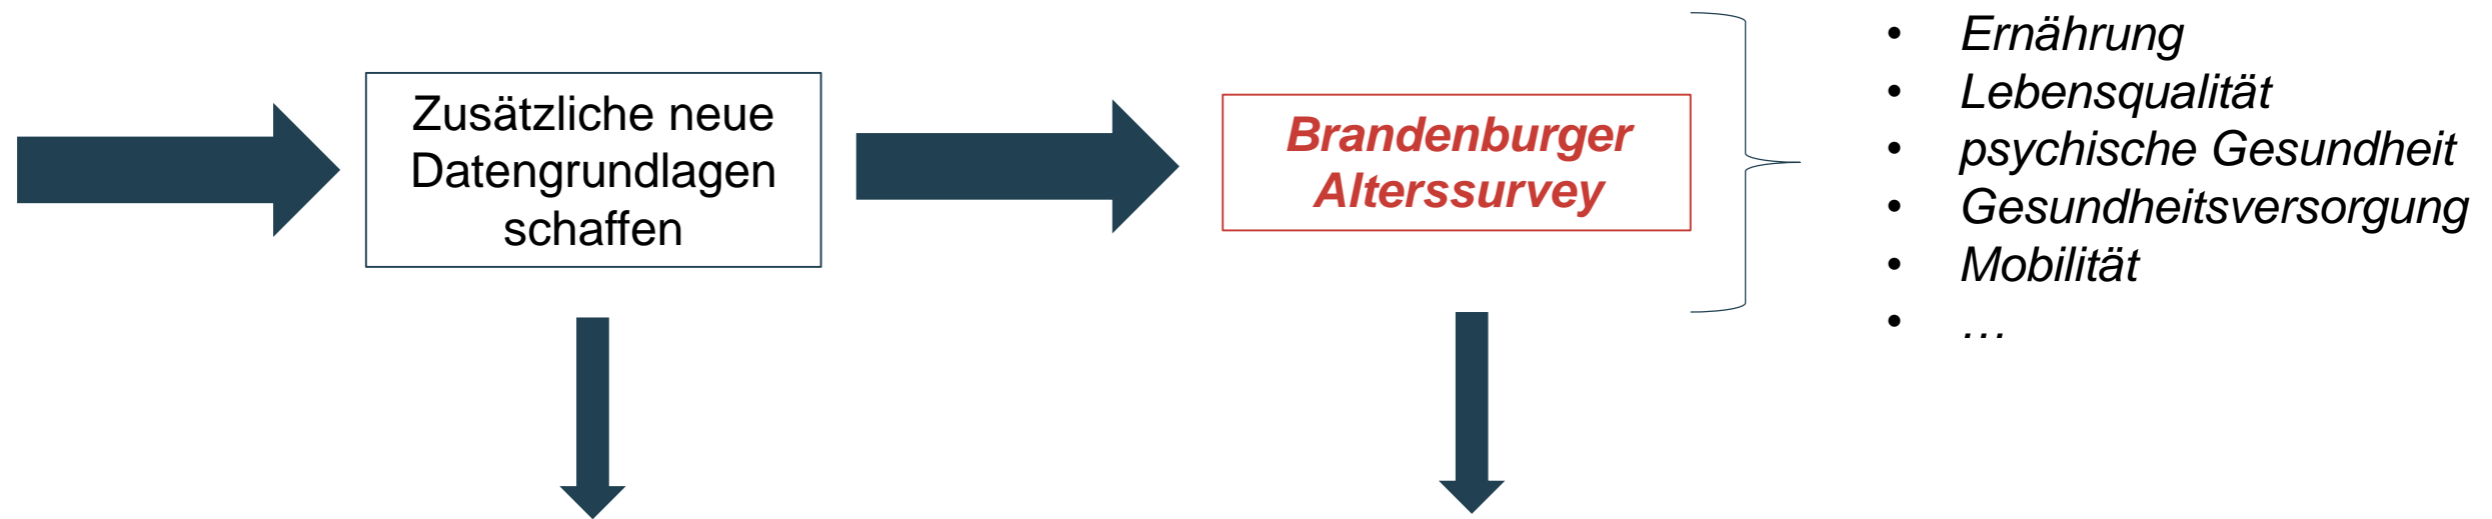 Zusätzliche neue
Datengrundlagen
schaffen
Brandenburger
Alterssurvey
• Ernährung
• Lebensqualität
• psychische Gesundheit
• Gesundheitsversorgung
• Mobilität
• …